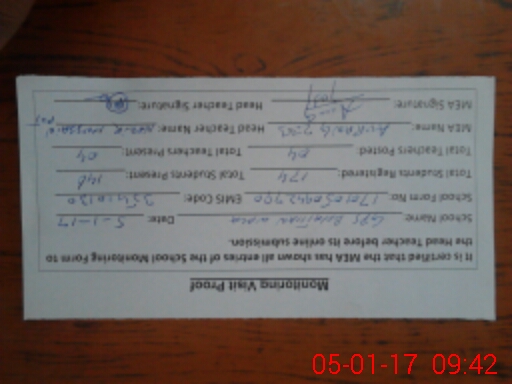 Monitoring Visit Proof
It is certified that the MEA has shown all entries of the School Monitoring Form to
the Head Teacher before its online submission.
School Name: GPS Date: 5-1-17
School Form No: EMIS Code:
Total Students Registered: 174 Total Students Present: 148
Total Teachers Posted: 04 Total Teachers Present: 04
MEA Name: Head Teacher Name:
MEA Signature: Head Teacher Signature:
05-01-17 09:42